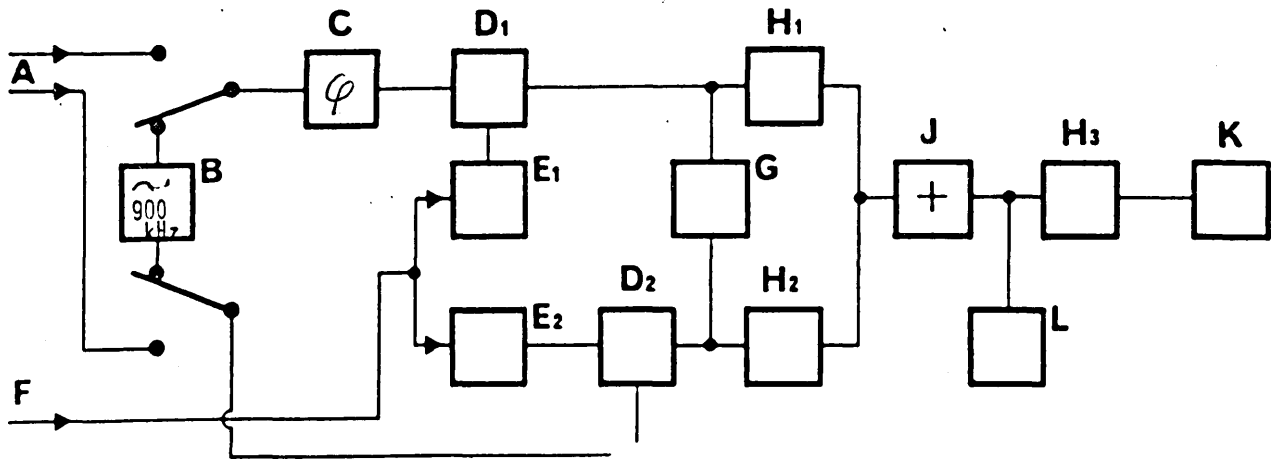 C D1 H1
A
φ
J H3 K
B E1 G
900
kHz
+
D2 H2
E2 L
F